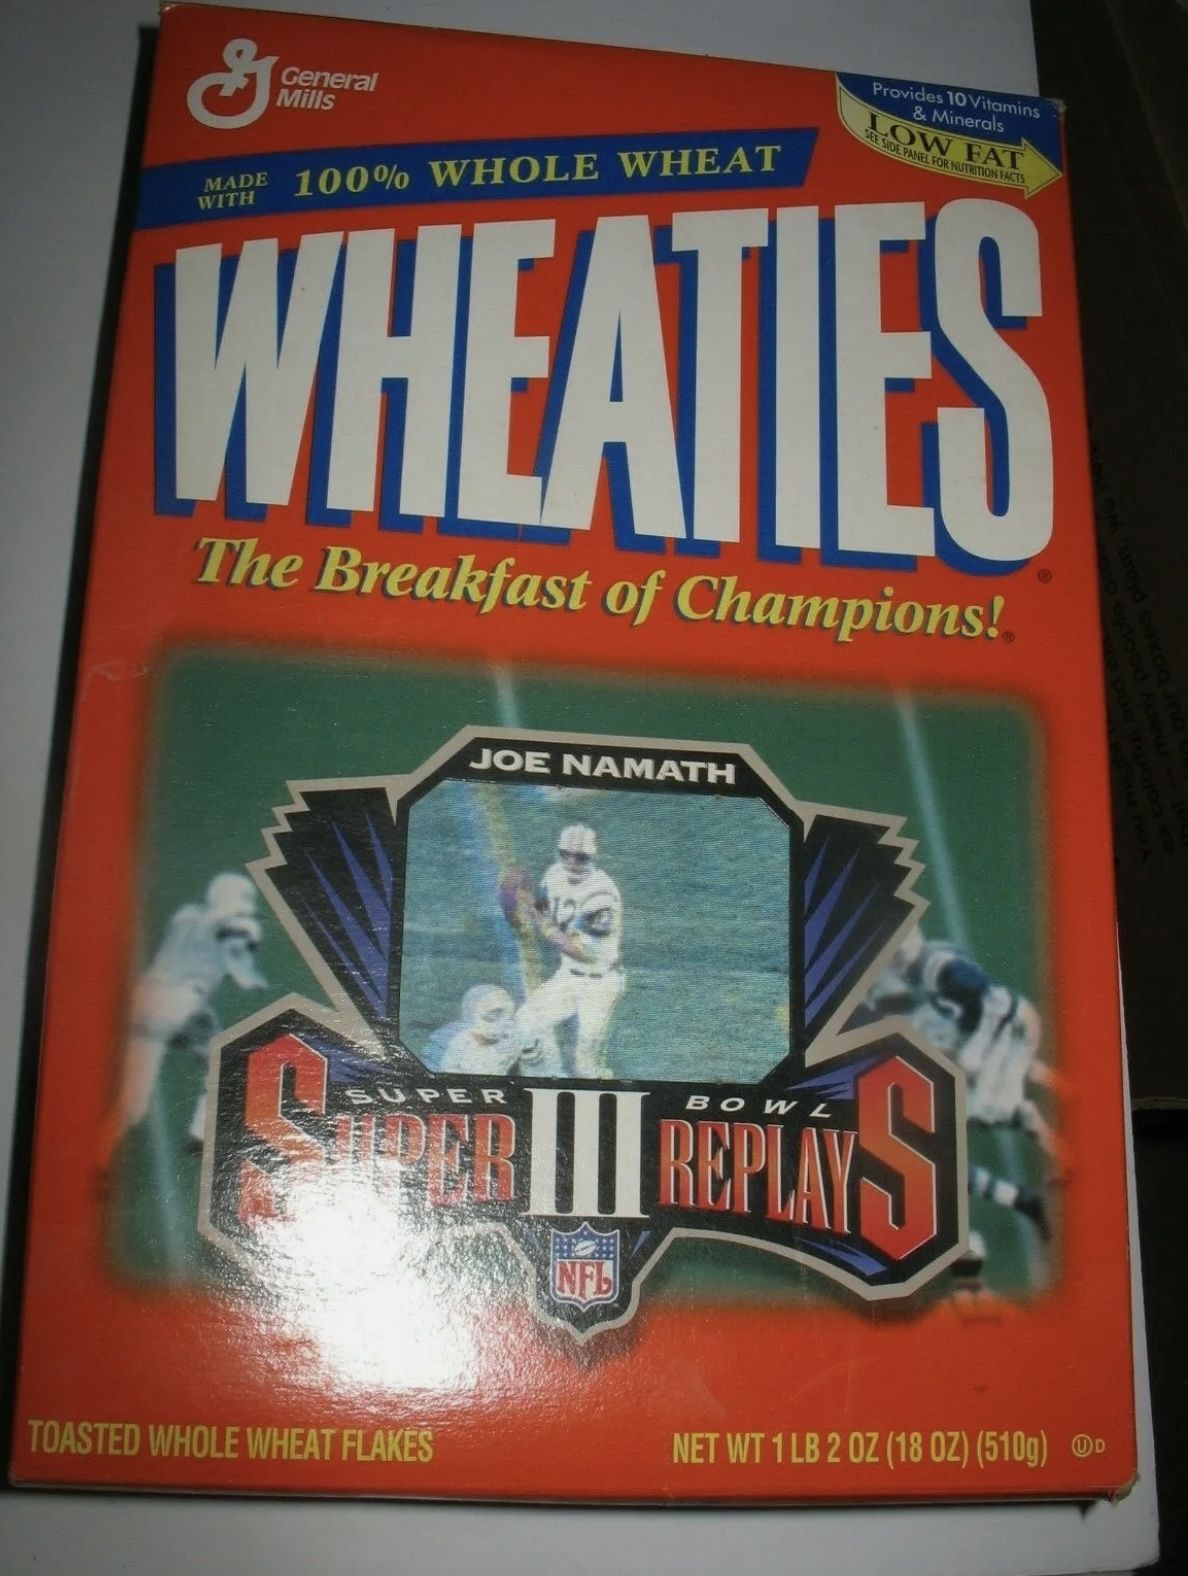 General
Mills
Provides 10 Vitamins
& Minerals
LOW FAT
SEE SIDE PANEL FOR NUTRITION FACTS
MADE
WITH
100% WHOLE WHEAT
WHEATIES®
The Breakfast of Champions!®
JOE NAMATH
12
SUPER III BOWL
SUPER REPLAYS
NFL
TOASTED WHOLE WHEAT FLAKES
NET WT 1 LB 2 OZ (18 OZ) (510g) Ⓤ D